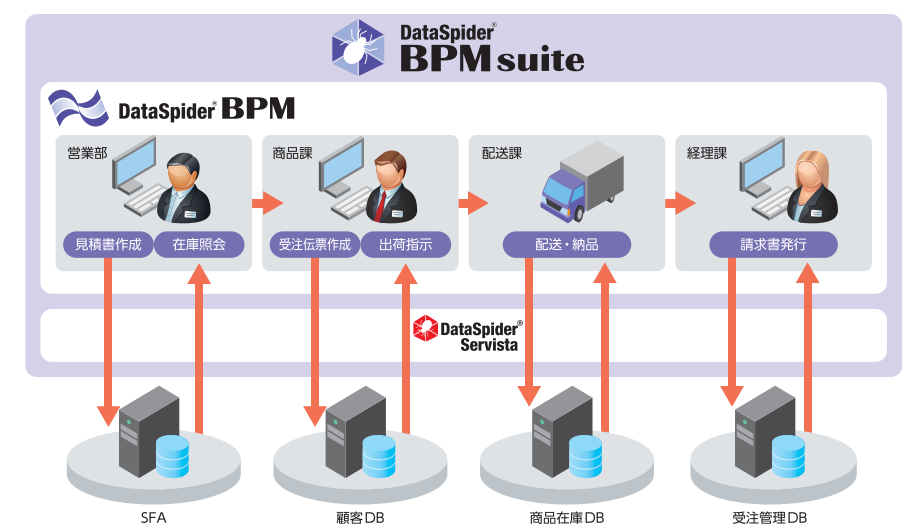 DataSpider®
BPM suite
DataSpider® BPM
営業部
商品課
配送課
経理課
見積書作成
在庫照会
受注伝票作成
出荷指示
配送・納品
請求書発行
DataSpider®
Servista
SFA
顧客DB
商品在庫DB
受注管理DB